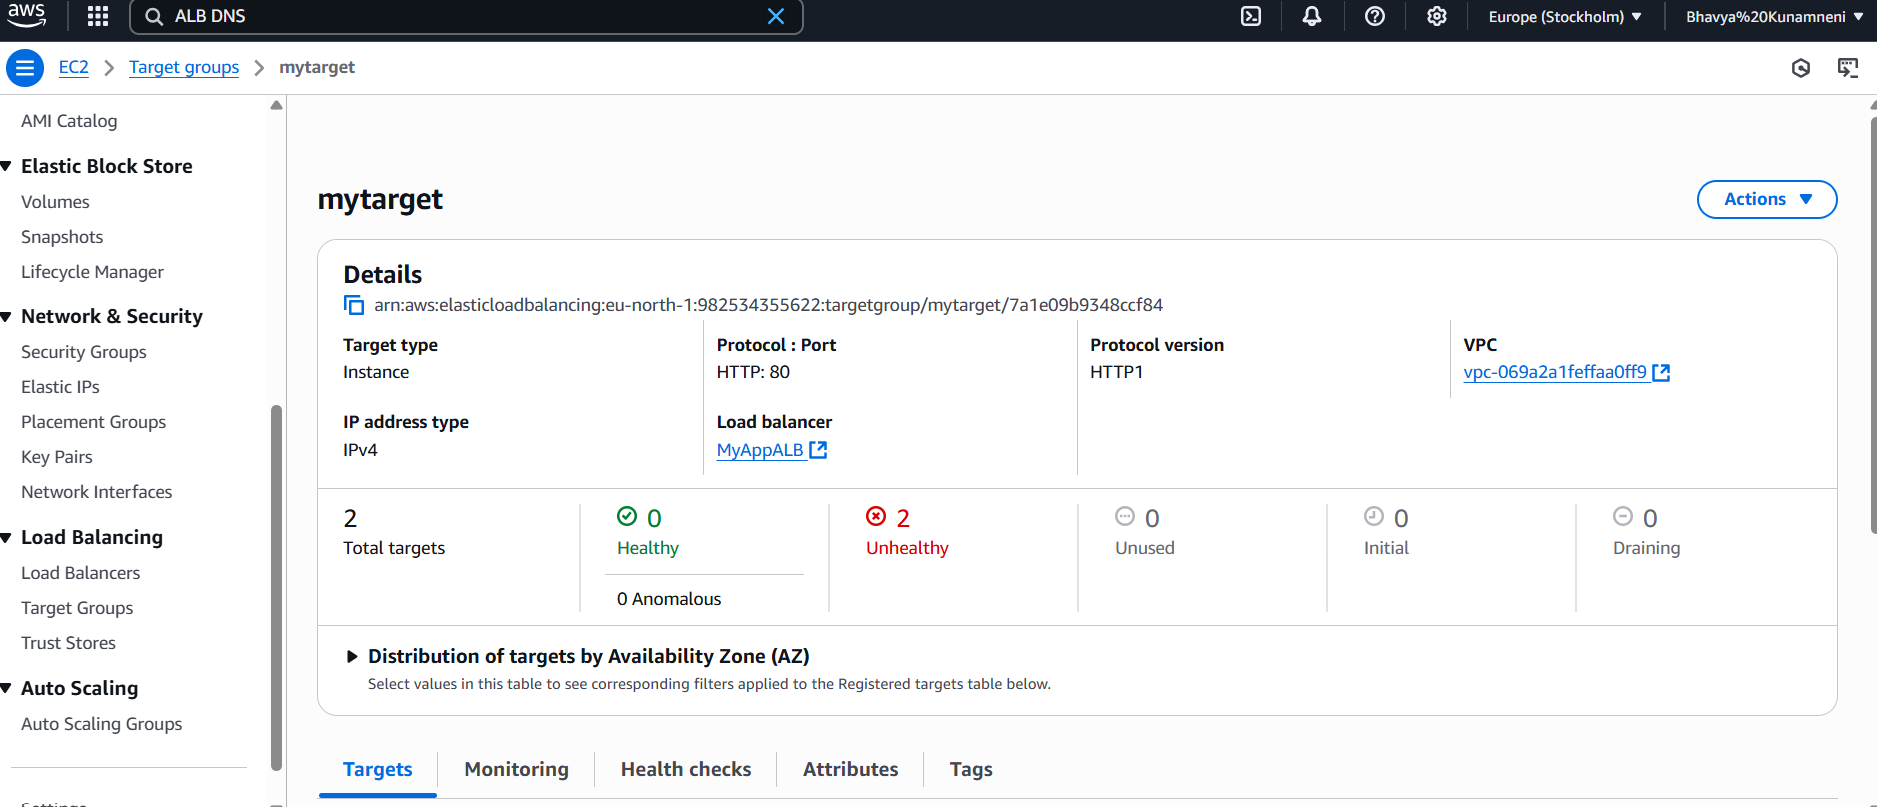 aws
ALB DNS
Europe (Stockholm)
Bhavya%20Kunamneni
EC2
Target groups
mytarget
AMI Catalog
Elastic Block Store
Volumes
Snapshots
Lifecycle Manager
Network & Security
Security Groups
Elastic IPs
Placement Groups
Key Pairs
Network Interfaces
Load Balancing
Load Balancers
Target Groups
Trust Stores
Auto Scaling
Auto Scaling Groups
Settings
mytarget
Actions
Details
arn:aws:elasticloadbalancing:eu-north-1:982534355622:targetgroup/mytarget/7a1e09b9348ccf84
Target type
Instance
Protocol : Port
HTTP: 80
Protocol version
HTTP1
VPC
vpc-069a2a1feffaa0ff9
IP address type
IPv4
Load balancer
MyAppALB
2
Total targets
0
Healthy
0 Anomalous
2
Unhealthy
0
Unused
0
Initial
0
Draining
Distribution of targets by Availability Zone (AZ)
Select values in this table to see corresponding filters applied to the Registered targets table below.
Targets
Monitoring
Health checks
Attributes
Tags